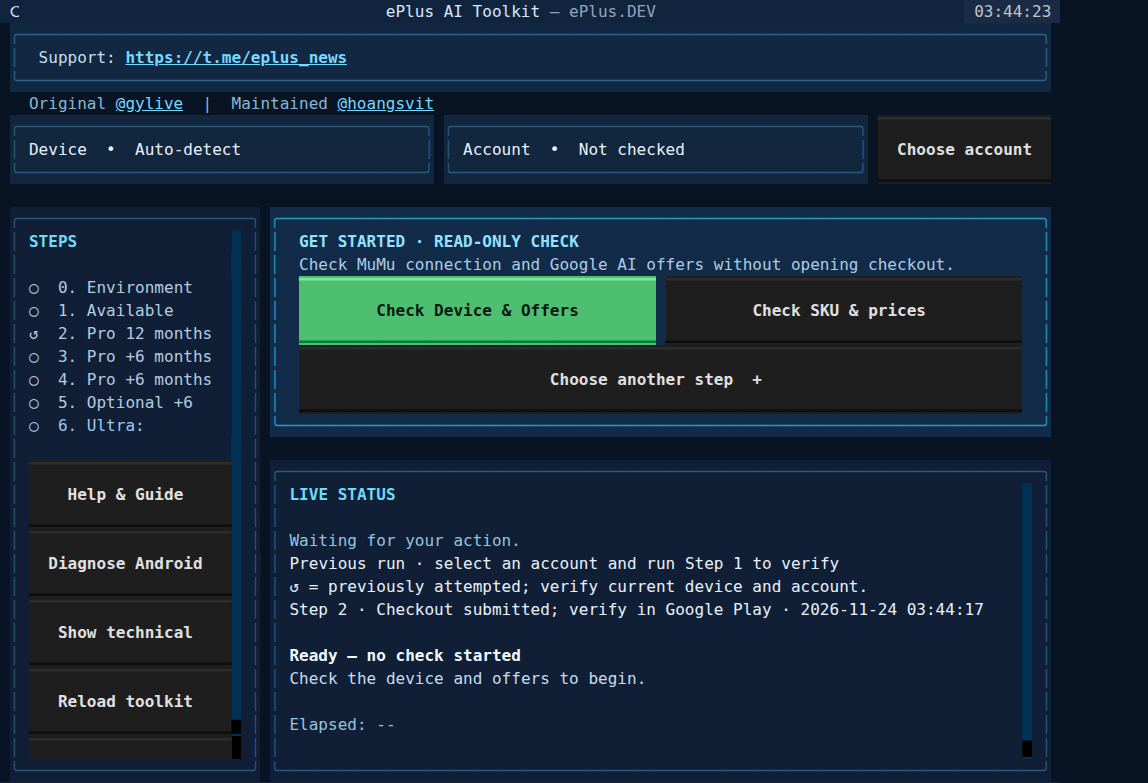 C ePlus AI Toolkit — ePlus.DEV 03:44:23
Support: https://t.me/eplus_news
Original @gylive | Maintained @hoangsvit
Device • Auto-detect
Account • Not checked
Choose account
STEPS
○ 0. Environment
○ 1. Available
↺ 2. Pro 12 months
○ 3. Pro +6 months
○ 4. Pro +6 months
○ 5. Optional +6
○ 6. Ultra:
Help & Guide
Diagnose Android
Show technical
Reload toolkit
GET STARTED · READ-ONLY CHECK
Check MuMu connection and Google AI offers without opening checkout.
Check Device & Offers
Check SKU & prices
Choose another step +
LIVE STATUS
Waiting for your action.
Previous run · select an account and run Step 1 to verify
↺ = previously attempted; verify current device and account.
Step 2 · Checkout submitted; verify in Google Play · 2026-11-24 03:44:17
Ready — no check started
Check the device and offers to begin.
Elapsed: --